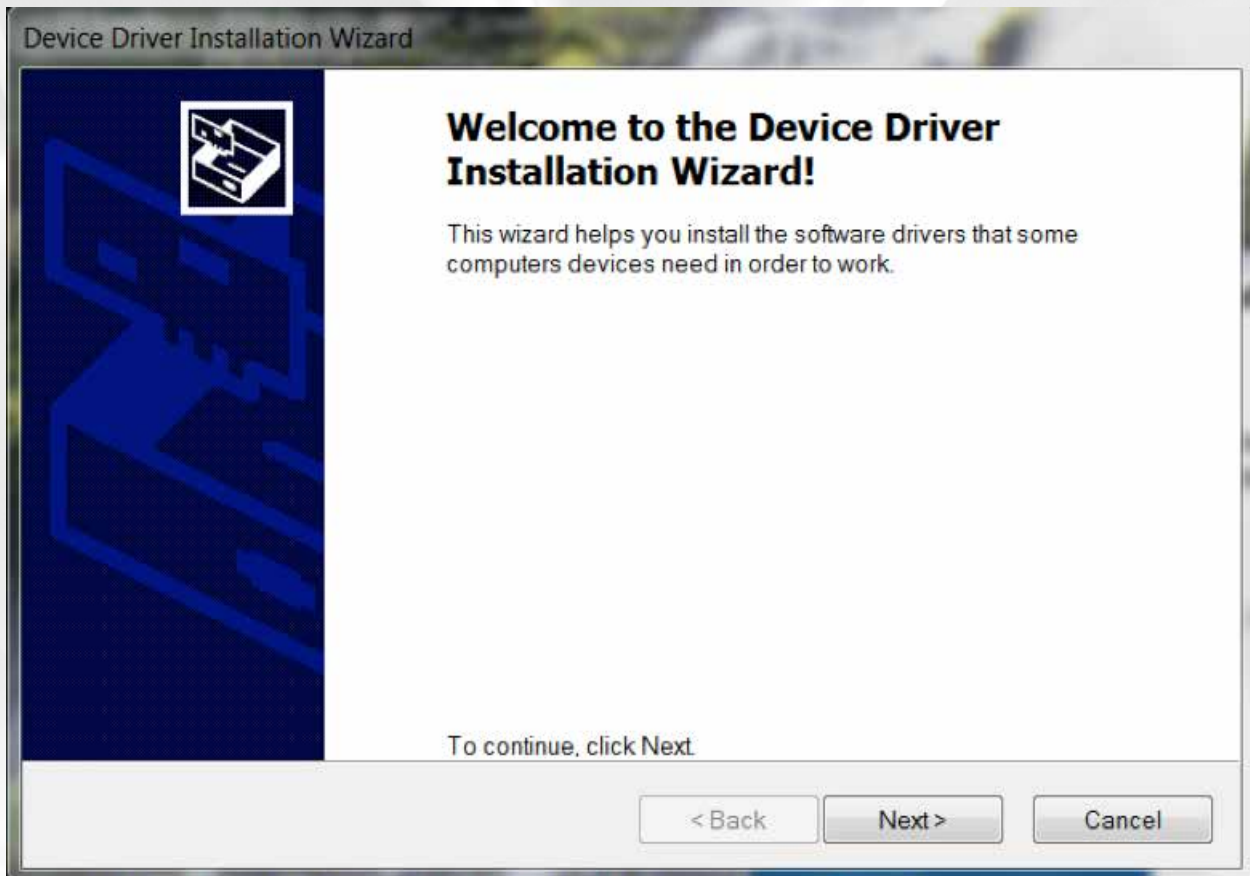 Device Driver Installation Wizard
Welcome to the Device Driver
Installation Wizard!
This wizard helps you install the software drivers that some
computers devices need in order to work.
To continue, click Next.
< Back
Next >
Cancel